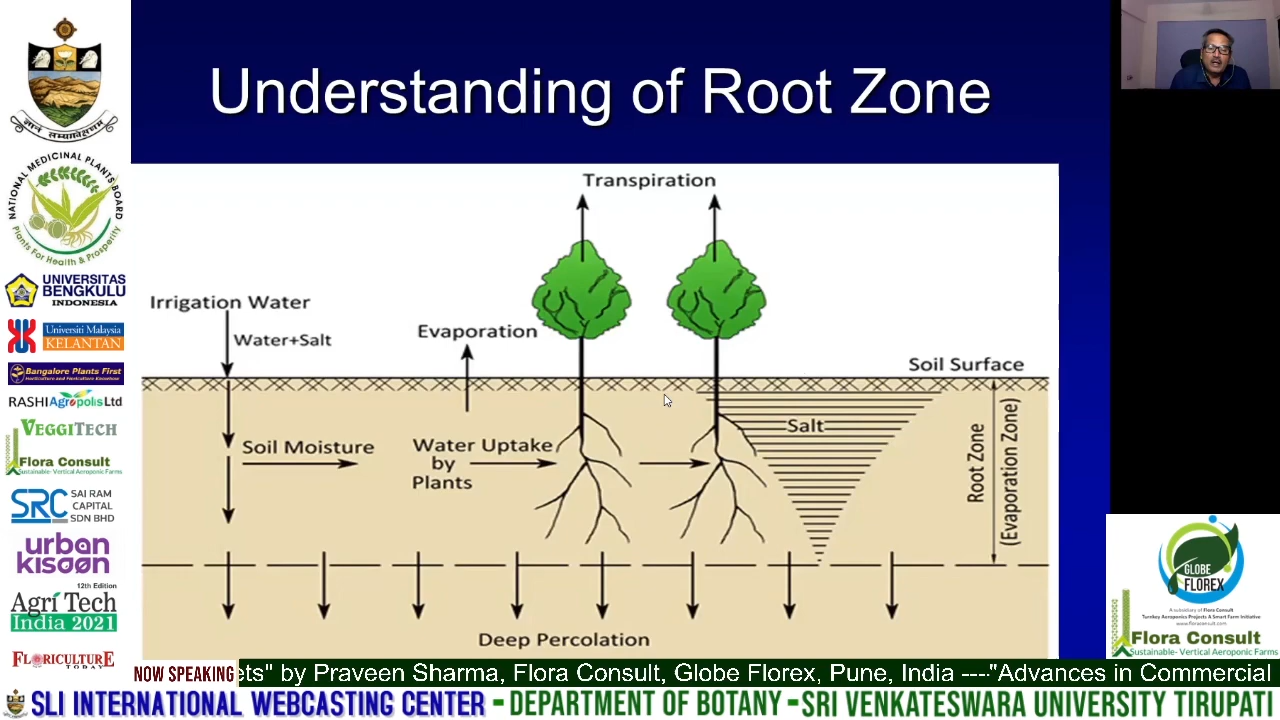 Understanding of Root Zone
Transpiration
Irrigation Water
Water+Salt
Evaporation
Soil Surface
Soil Moisture
Water Uptake
by
Plants
Salt
Root Zone
(Evaporation Zone)
Deep Percolation
ज्ञानं सम्यग्वेक्षणम्
NATIONAL MEDICINAL PLANTS BOARD
Plants For Health & Prosperity
UNIVERSITAS
BENGKULU
INDONESIA
Universiti Malaysia
KELANTAN
Bangalore Plants First
RASHI Agropolis Ltd
VEGGITECH
Flora Consult
Sustainable- Vertical Aeroponic Farms
SRC
SAI RAM
CAPITAL
SDN BHD
urban
kisaan
12th Edition
Agri Tech
India 2021
FLORICULTURE
TODAY
GLOBE
FLOREX
A subsidiary of Flora Consult
Turnkey Aeroponics Projects A Smart Farm Initiative
www.floraconsult.com
Flora Consult
Sustainable- Vertical Aeroponic Farms
NOW SPEAKING
ets" by Praveen Sharma, Flora Consult, Globe Florex, Pune, India ----"Advances in Commercial
SLI INTERNATIONAL WEBCASTING CENTER - DEPARTMENT OF BOTANY - SRI VENKATESWARA UNIVERSITY TIRUPATI